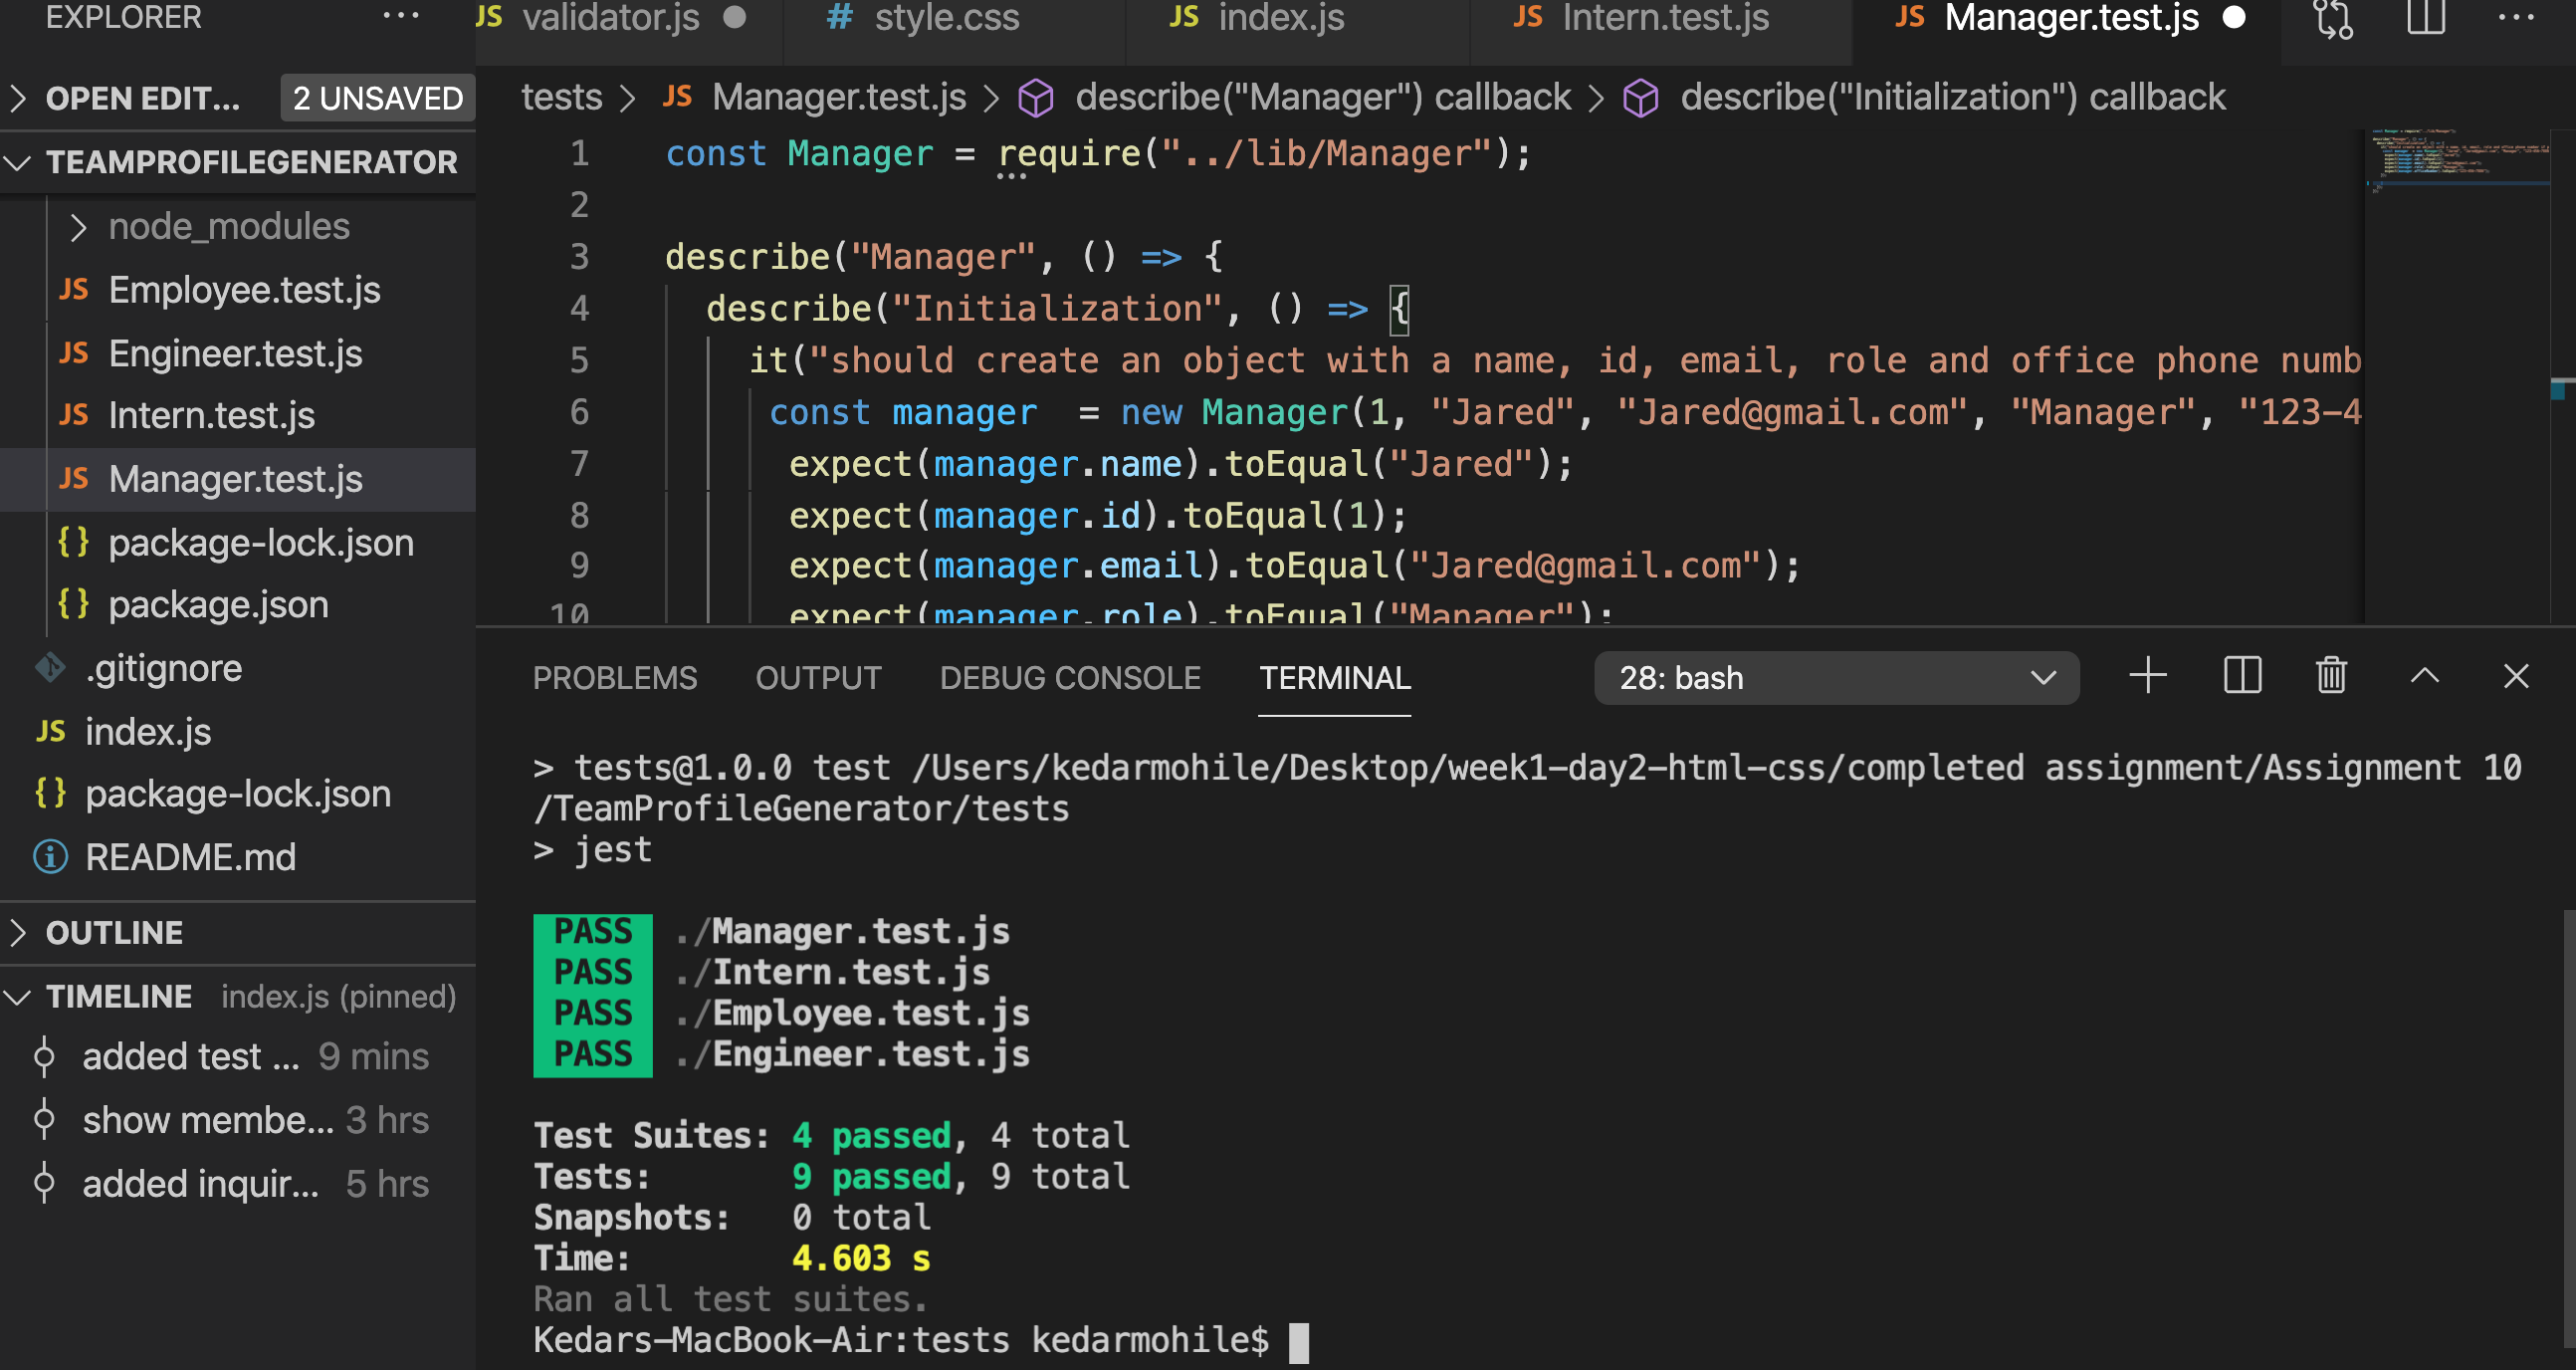 EXPLORER
JS validator.js
# style.css
JS index.js
JS Intern.test.js
JS Manager.test.js
OPEN EDIT... 2 UNSAVED
TEAMPROFILEGENERATOR
node_modules
JS Employee.test.js
JS Engineer.test.js
JS Intern.test.js
JS Manager.test.js
{} package-lock.json
{} package.json
.gitignore
JS index.js
{} package-lock.json
README.md
OUTLINE
TIMELINE index.js (pinned)
added test ... 9 mins
show membe... 3 hrs
added inquir... 5 hrs
tests > JS Manager.test.js > describe("Manager") callback > describe("Initialization") callback
1 const Manager = require("../lib/Manager");
2
3 describe("Manager", () => {
4 describe("Initialization", () => {
5 it("should create an object with a name, id, email, role and office phone numb
6 const manager  = new Manager(1, "Jared", "Jared@gmail.com", "Manager", "123-4
7 expect(manager.name).toEqual("Jared");
8 expect(manager.id).toEqual(1);
9 expect(manager.email).toEqual("Jared@gmail.com");
10 expect(manager.role).toEqual("Manager");
PROBLEMS OUTPUT DEBUG CONSOLE TERMINAL 28: bash
> tests@1.0.0 test /Users/kedarmohile/Desktop/week1-day2-html-css/completed assignment/Assignment 10
/TeamProfileGenerator/tests
> jest
PASS ./Manager.test.js
PASS ./Intern.test.js
PASS ./Employee.test.js
PASS ./Engineer.test.js
Test Suites: 4 passed, 4 total
Tests: 9 passed, 9 total
Snapshots: 0 total
Time: 4.603 s
Ran all test suites.
Kedars-MacBook-Air:tests kedarmohile$